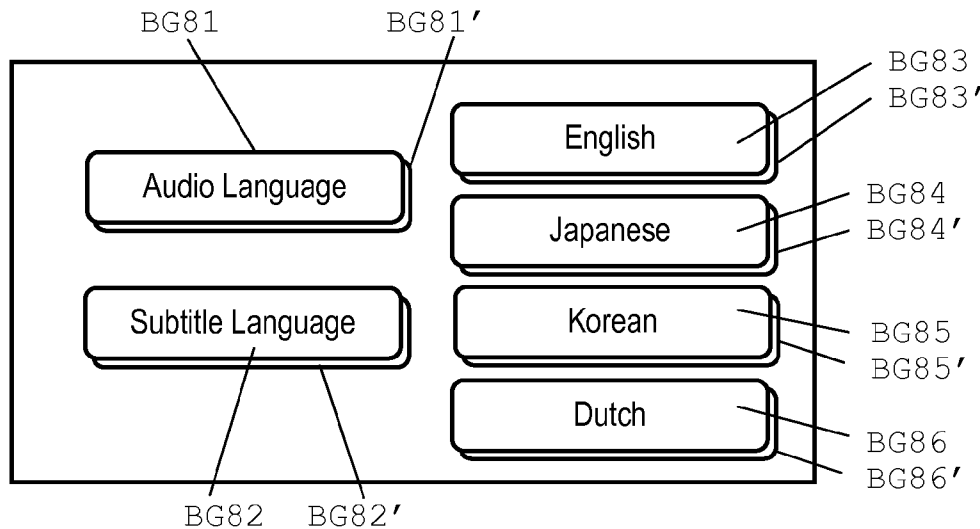 BG81 BG81'
BG83
BG83'
English
Audio Language
BG84
BG84'
Japanese
Subtitle Language
Korean
BG85
BG85'
Dutch
BG86
BG86'
BG82 BG82'